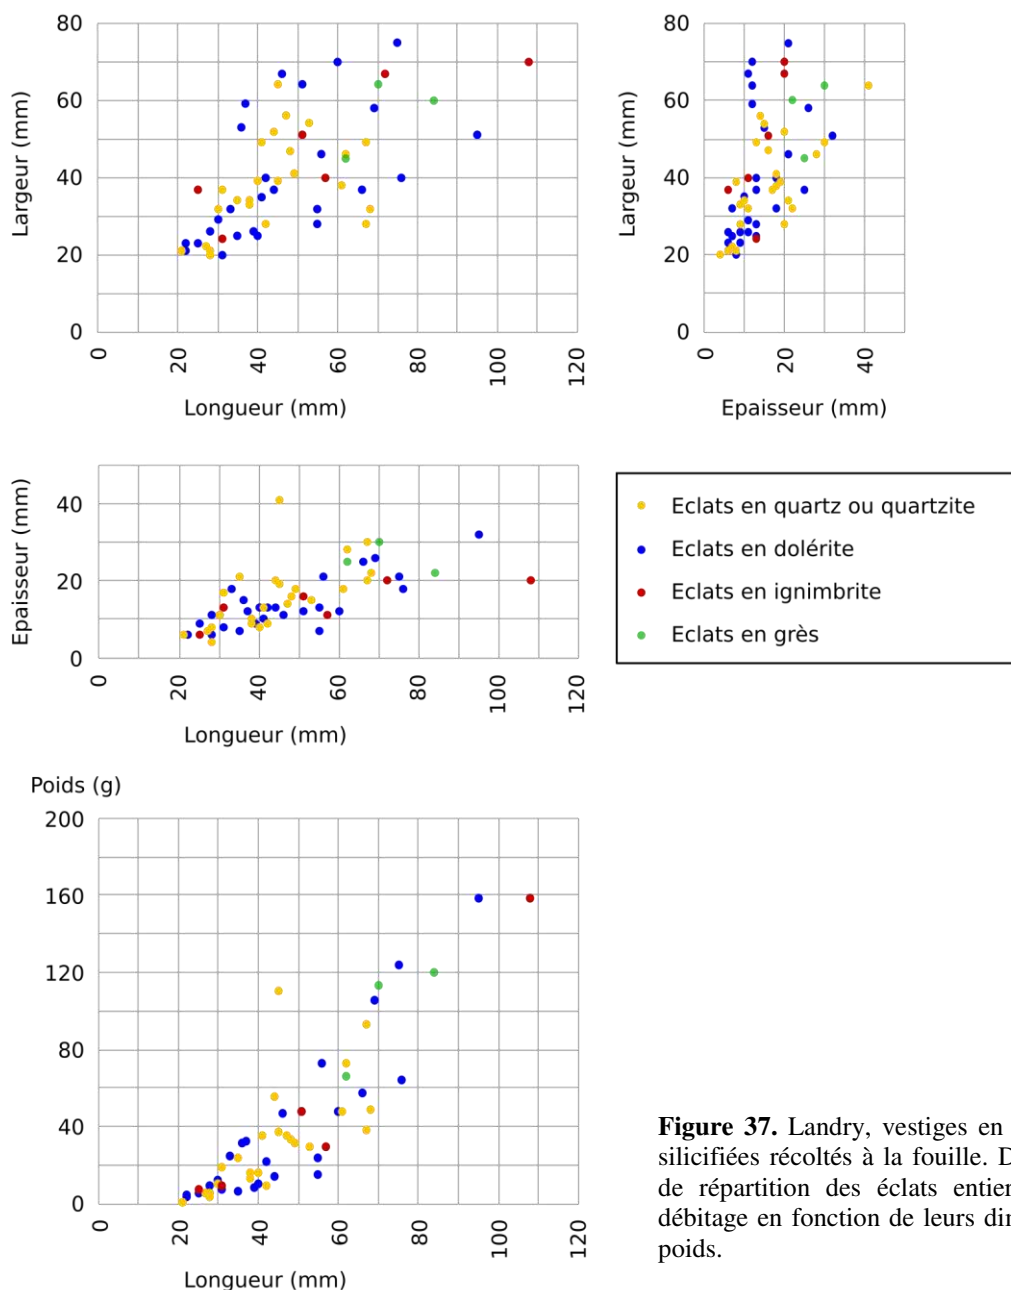 80
60
40
20
0
Largeur (mm)
0 20 40 60 80 100 120
Longueur (mm)
80
60
40
20
0
Largeur (mm)
0 20 40
Epaisseur (mm)
40
20
0
Epaisseur (mm)
0 20 40 60 80 100 120
Longueur (mm)
Eclats en quartz ou quartzite
Eclats en dolérite
Eclats en ignimbrite
Eclats en grès
Poids (g)
200
160
120
80
40
0
0 20 40 60 80 100 120
Longueur (mm)
Figure 37. Landry, vestiges en
silicifiées récoltés à la fouille. D
de répartition des éclats entier
débitage en fonction de leurs dir
poids.